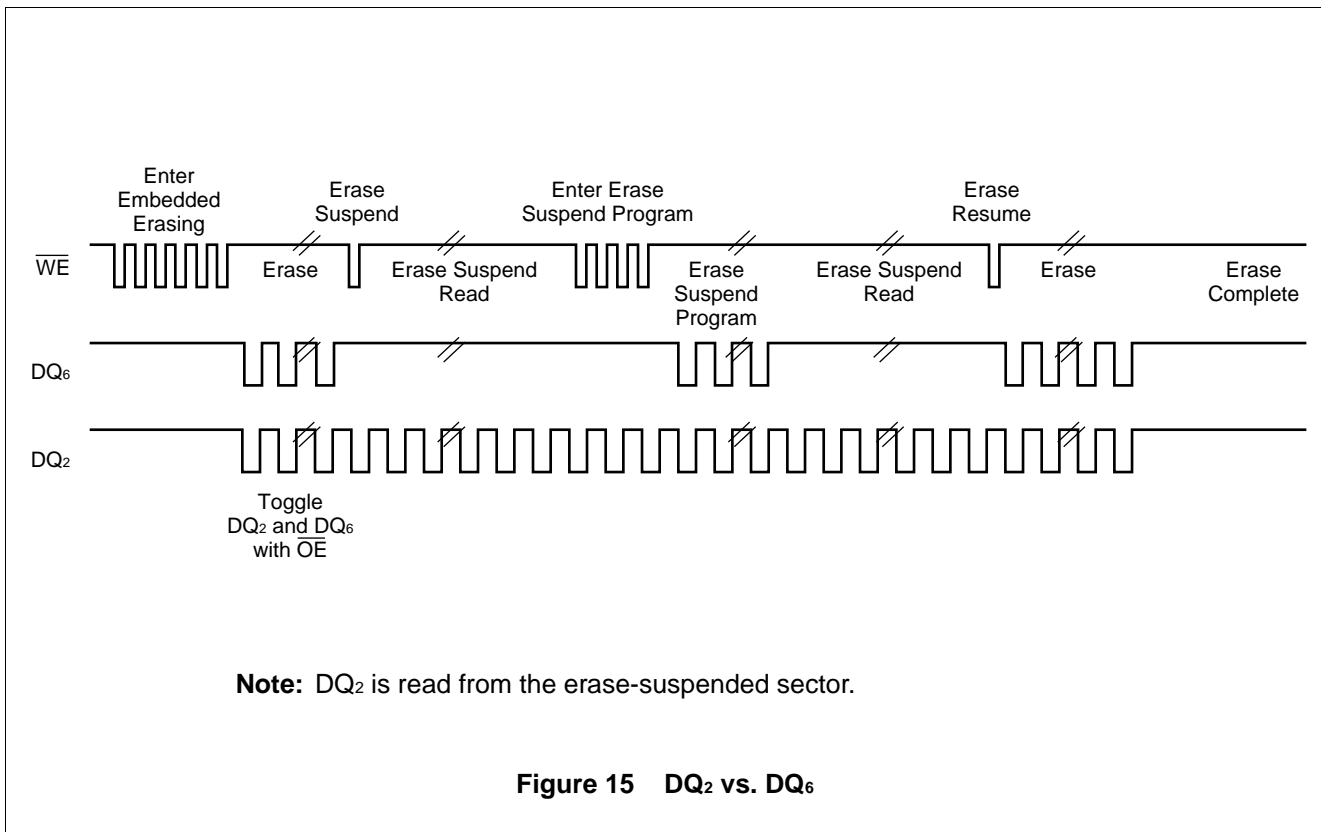 Enter
Embedded
Erasing
Erase
Suspend
Enter Erase
Suspend Program
Erase
Resume
WE
Erase
Erase Suspend
Read
Erase
Suspend
Program
Erase Suspend
Read
Erase
Erase
Complete
DQ6
DQ2
Toggle
DQ2 and DQ6
with OE
Note: DQ2 is read from the erase-suspended sector.
Figure 15 DQ2 vs. DQ6